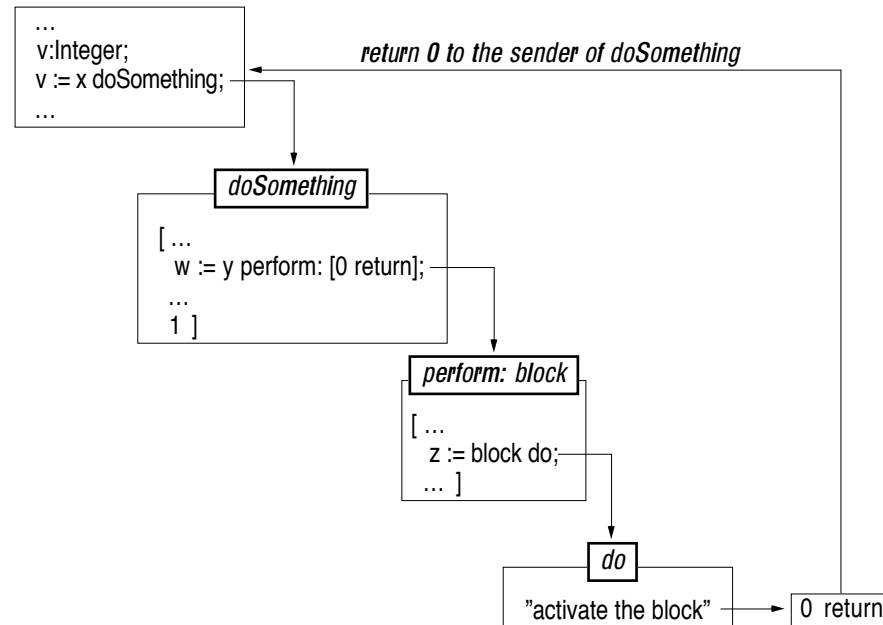 ...
v:Integer;
v := x doSomething;
...
return 0 to the sender of doSomething
doSomething
[ ...
w := y perform: [0 return];
...
1 ]
perform: block
[ ...
z := block do;
... ]
do
”activate the block”
0 return